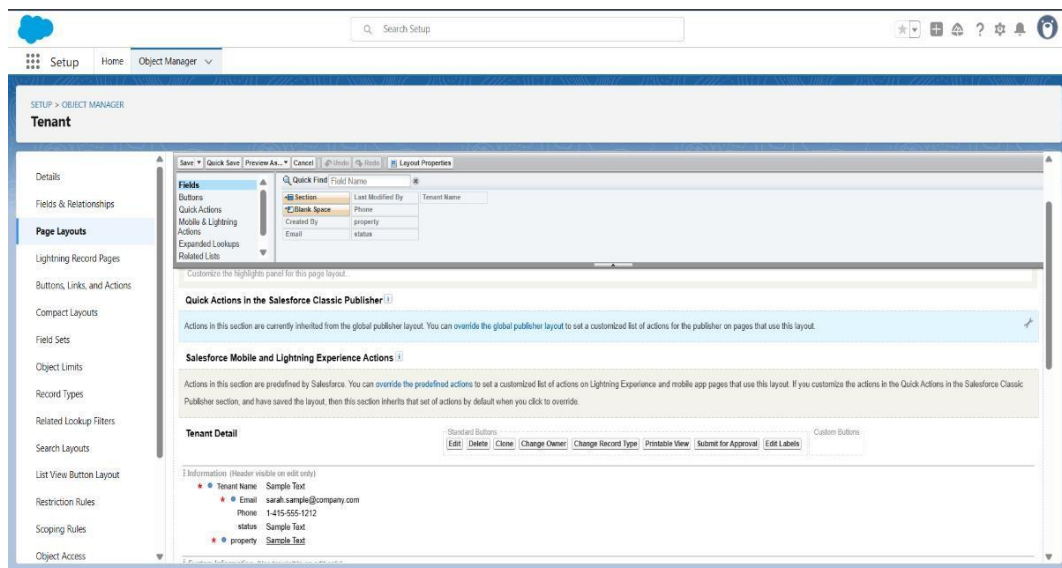 Search Setup
Setup Home Object Manager
SETUP > OBJECT MANAGER
Tenant
Details
Fields & Relationships
Page Layouts
Lightning Record Pages
Buttons, Links, and Actions
Compact Layouts
Field Sets
Object Limits
Record Types
Related Lookup Filters
Search Layouts
List View Button Layout
Restriction Rules
Scoping Rules
Object Access
Save Quick Save Preview As... Cancel Undo Redo Layout Properties
Fields
Buttons
Quick Actions
Mobile & Lightning
Actions
Expanded Lookups
Related Lists
Quick Find Field Name
Section Last Modified By Tenant Name
Blank Space Phone
Created By property
Email status
Customize the highlights panel for this page layout...
Quick Actions in the Salesforce Classic Publisher
Actions in this section are currently inherited from the global publisher layout. You can override the global publisher layout to set a customized list of actions for the publisher on pages that use this layout.
Salesforce Mobile and Lightning Experience Actions
Actions in this section are predefined by Salesforce. You can override the predefined actions to set a customized list of actions on Lightning Experience and mobile app pages that use this layout. If you customize the actions in the Quick Actions in the Salesforce Classic
Publisher section, and have saved the layout, then this section inherits that set of actions by default when you click to override.
Tenant Detail
Standard Buttons
Edit Delete Clone Change Owner Change Record Type Printable View Submit for Approval Edit Labels
Custom Buttons
Information (Header visible on edit only)
Tenant Name Sample Text
Email sarah.sample@company.com
Phone 1-415-555-1212
status Sample Text
property Sample Text